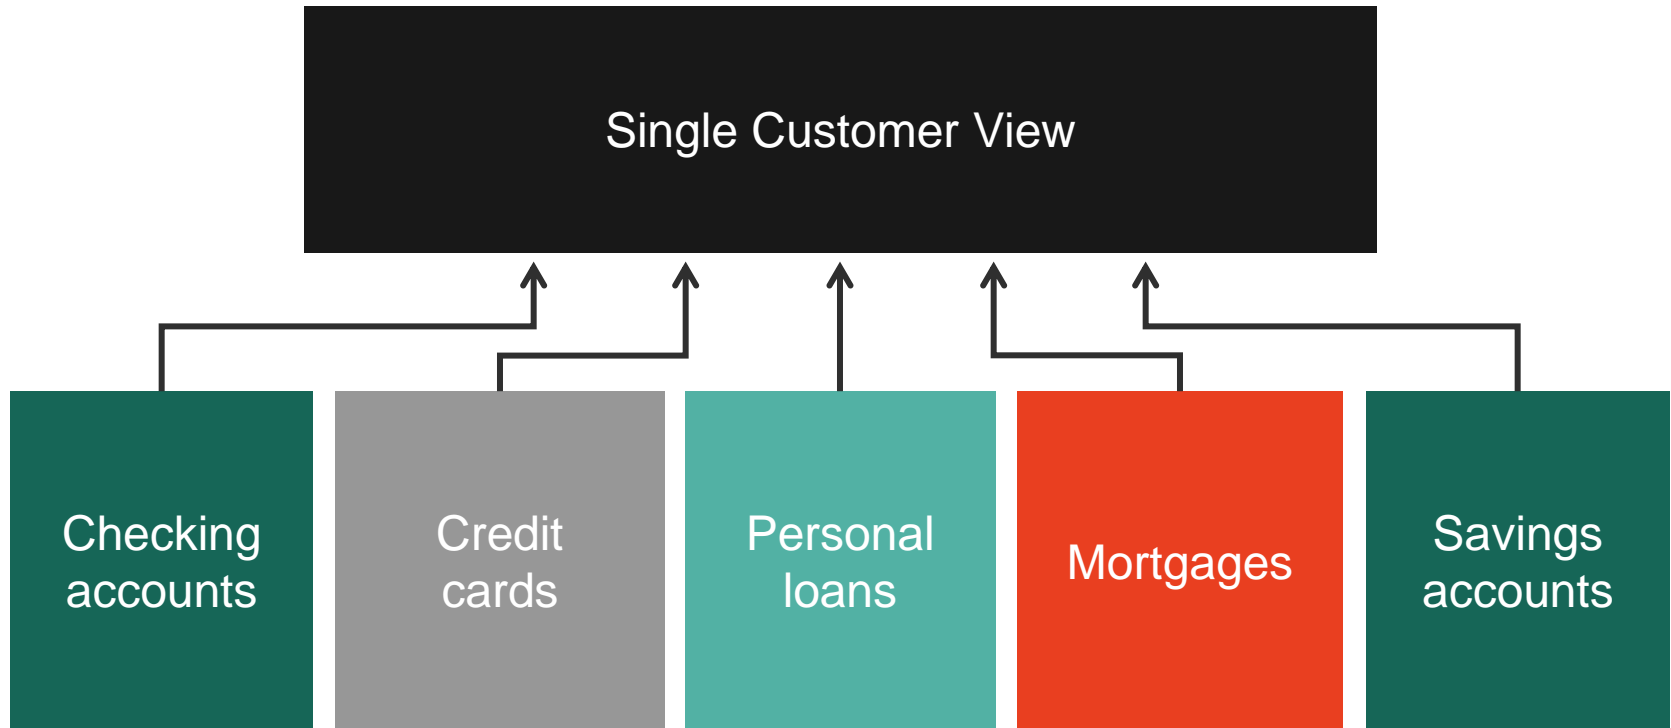 Single Customer View
Checking
accounts
Credit
cards
Personal
loans
Mortgages
Savings
accounts